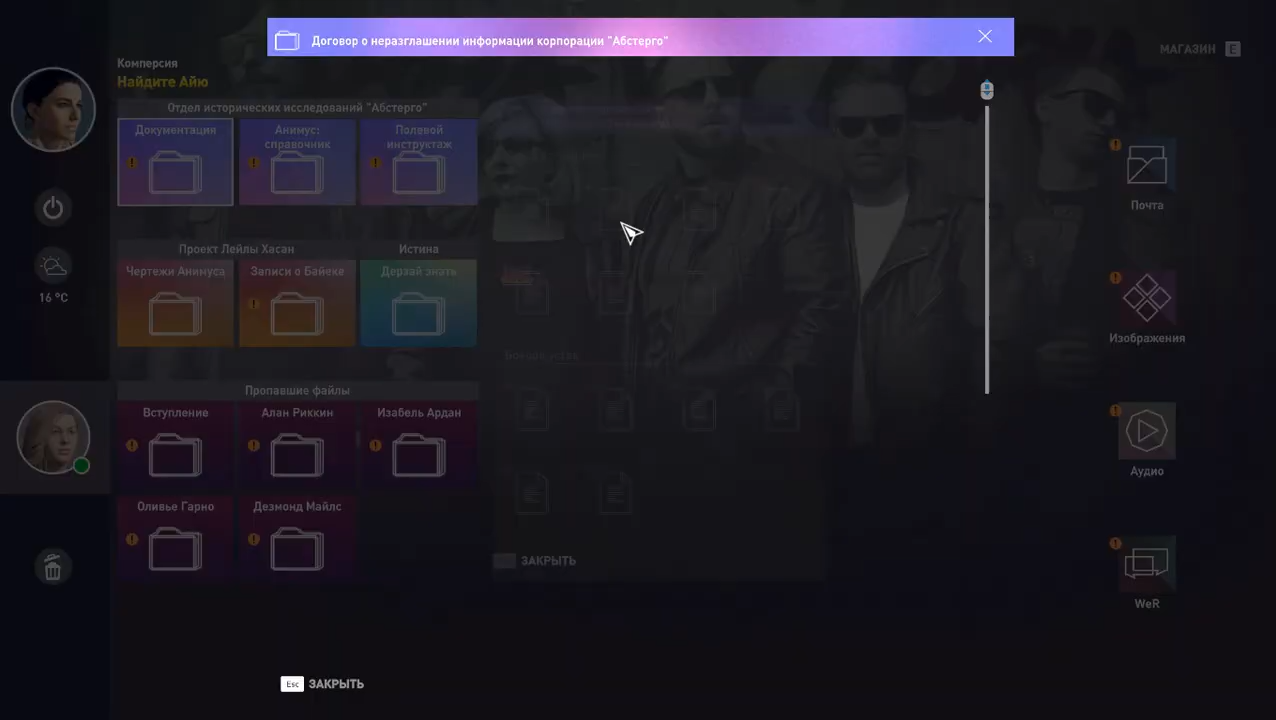 Договор о неразглашении информации корпорации "Абстерго"
МАГАЗИН E
Комперсия
Найдите Айю
Отдел исторических исследований "Абстерго"
Документация
Анимус:
справочник
Полевой
инструктаж
Проект Лейлы Хасан
Истина
Чертежи Анимуса
Записи о Байеке
Дерзай знать
Пропавшие файлы
Вступление
Алан Риккин
Изабель Ардан
Оливье Гарно
Дезмонд Майлс
16 °C
Почта
Изображения
Аудио
WeR
ЗАКРЫТЬ
Esc ЗАКРЫТЬ